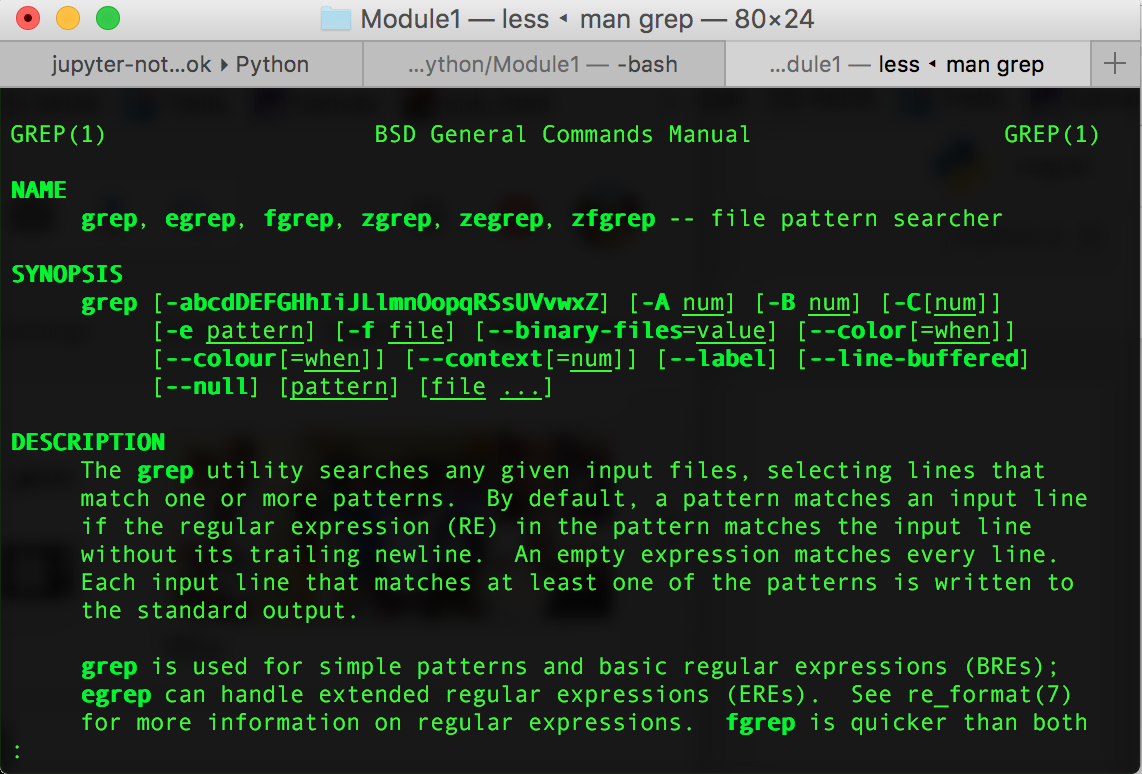 Module1 — less ◂ man grep — 80×24
jupyter-not...ok ▸ Python
...ython/Module1 — -bash
...dule1 — less ◂ man grep
GREP(1) BSD General Commands Manual GREP(1)
NAME
grep, egrep, fgrep, zgrep, zegrep, zfgrep -- file pattern searcher
SYNOPSIS
grep [-abcdDEFGHhIiJLlmnOopqRSsUVvwxZ] [-A num] [-B num] [-C[num]]
[-e pattern] [-f file] [--binary-files=value] [--color[=when]]
[--colour[=when]] [--context[=num]] [--label] [--line-buffered]
[--null] [pattern] [file ...]
DESCRIPTION
The grep utility searches any given input files, selecting lines that
match one or more patterns.  By default, a pattern matches an input line
if the regular expression (RE) in the pattern matches the input line
without its trailing newline.  An empty expression matches every line.
Each input line that matches at least one of the patterns is written to
the standard output.
grep is used for simple patterns and basic regular expressions (BREs);
egrep can handle extended regular expressions (EREs).  See re_format(7)
for more information on regular expressions.  fgrep is quicker than both
: